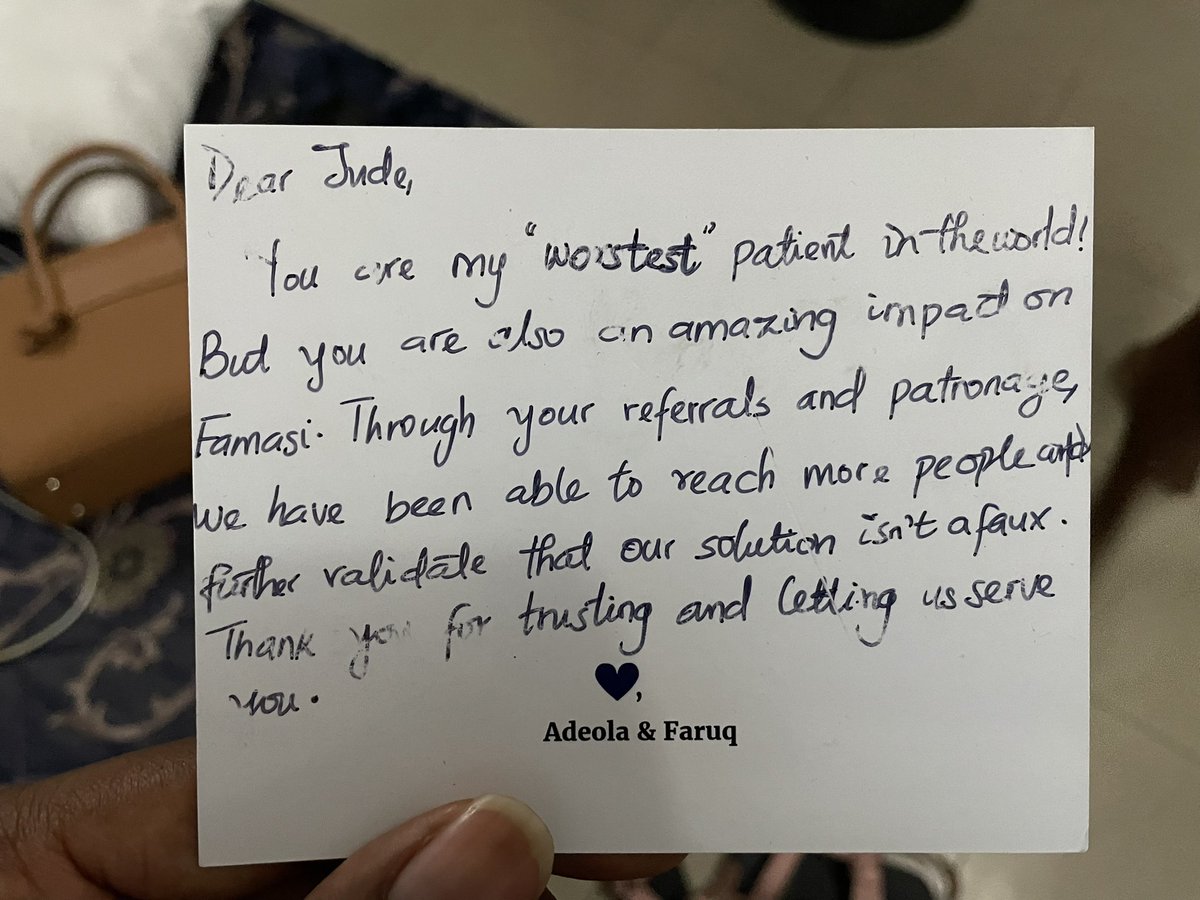 Dear Jude,
You are my "worstest" patient in-the world!
But you are also an amazing impact on
Famasi. Through your referrals and patronage,
we have been able to reach more people and
further validate that our solution isn't a faux.
Thank you for trusting and letting us serve
you.
♥,
Adeola & Faruq